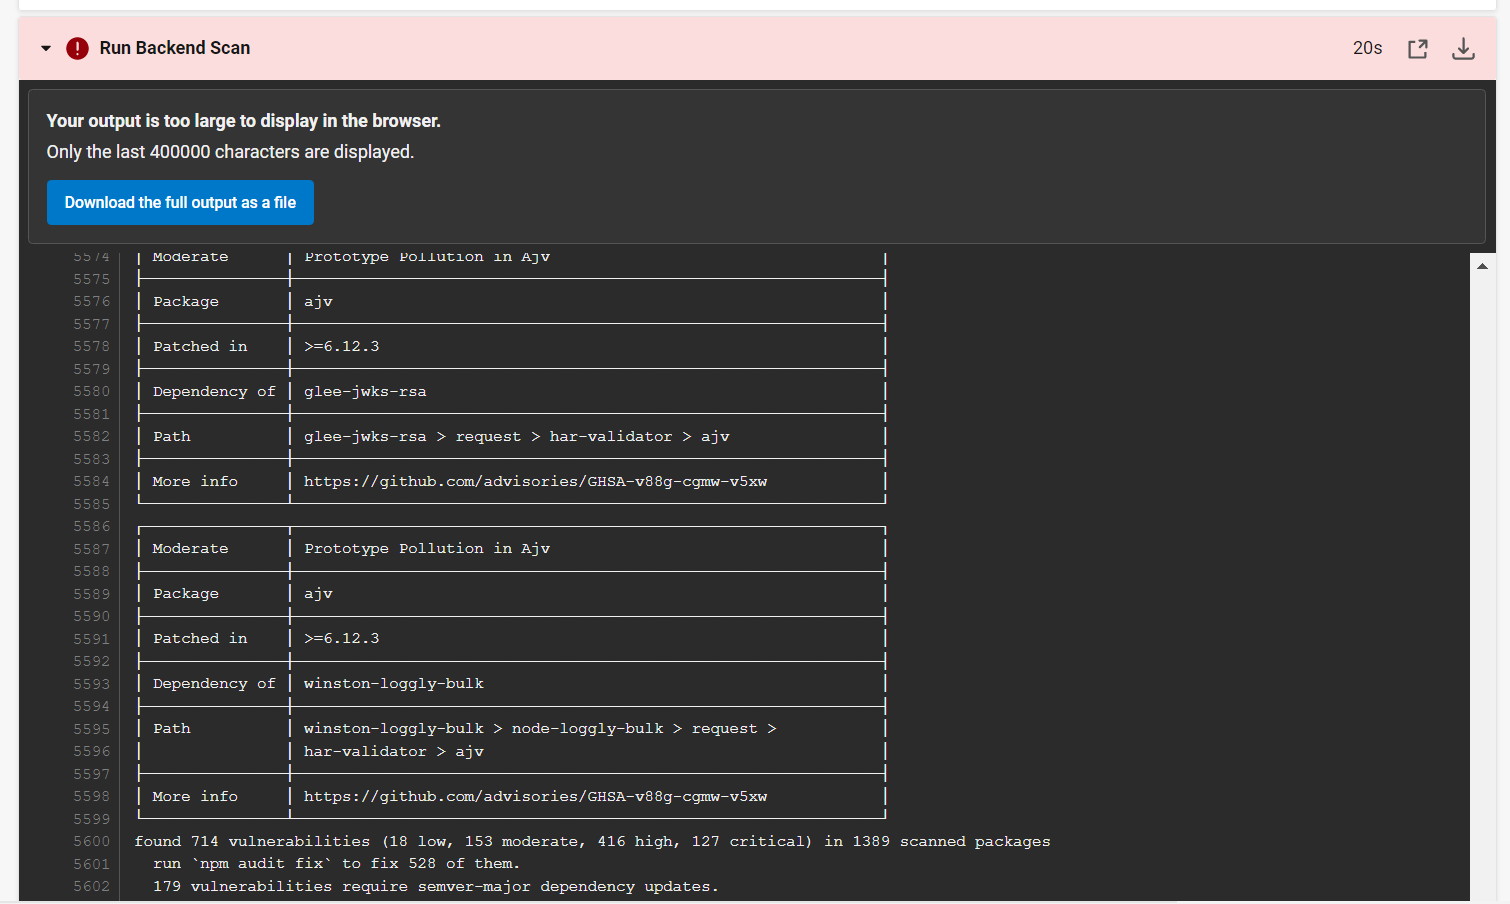 Run Backend Scan 20s
Your output is too large to display in the browser.
Only the last 400000 characters are displayed.
Download the full output as a file
5574 | Moderate | Prototype Pollution in Ajv |
5575
5576 | Package | ajv |
5577
5578 | Patched in | >=6.12.3 |
5579
5580 | Dependency of | glee-jwks-rsa |
5581
5582 | Path | glee-jwks-rsa > request > har-validator > ajv |
5583
5584 | More info | https://github.com/advisories/GHSA-v88g-cgmw-v5xw |
5585
5586
5587 | Moderate | Prototype Pollution in Ajv |
5588
5589 | Package | ajv |
5590
5591 | Patched in | >=6.12.3 |
5592
5593 | Dependency of | winston-loggly-bulk |
5594
5595 | Path | winston-loggly-bulk > node-loggly-bulk > request > |
5596 | | har-validator > ajv |
5597
5598 | More info | https://github.com/advisories/GHSA-v88g-cgmw-v5xw |
5599
5600 found 714 vulnerabilities (18 low, 153 moderate, 416 high, 127 critical) in 1389 scanned packages
5601 run `npm audit fix` to fix 528 of them.
5602 179 vulnerabilities require semver-major dependency updates.